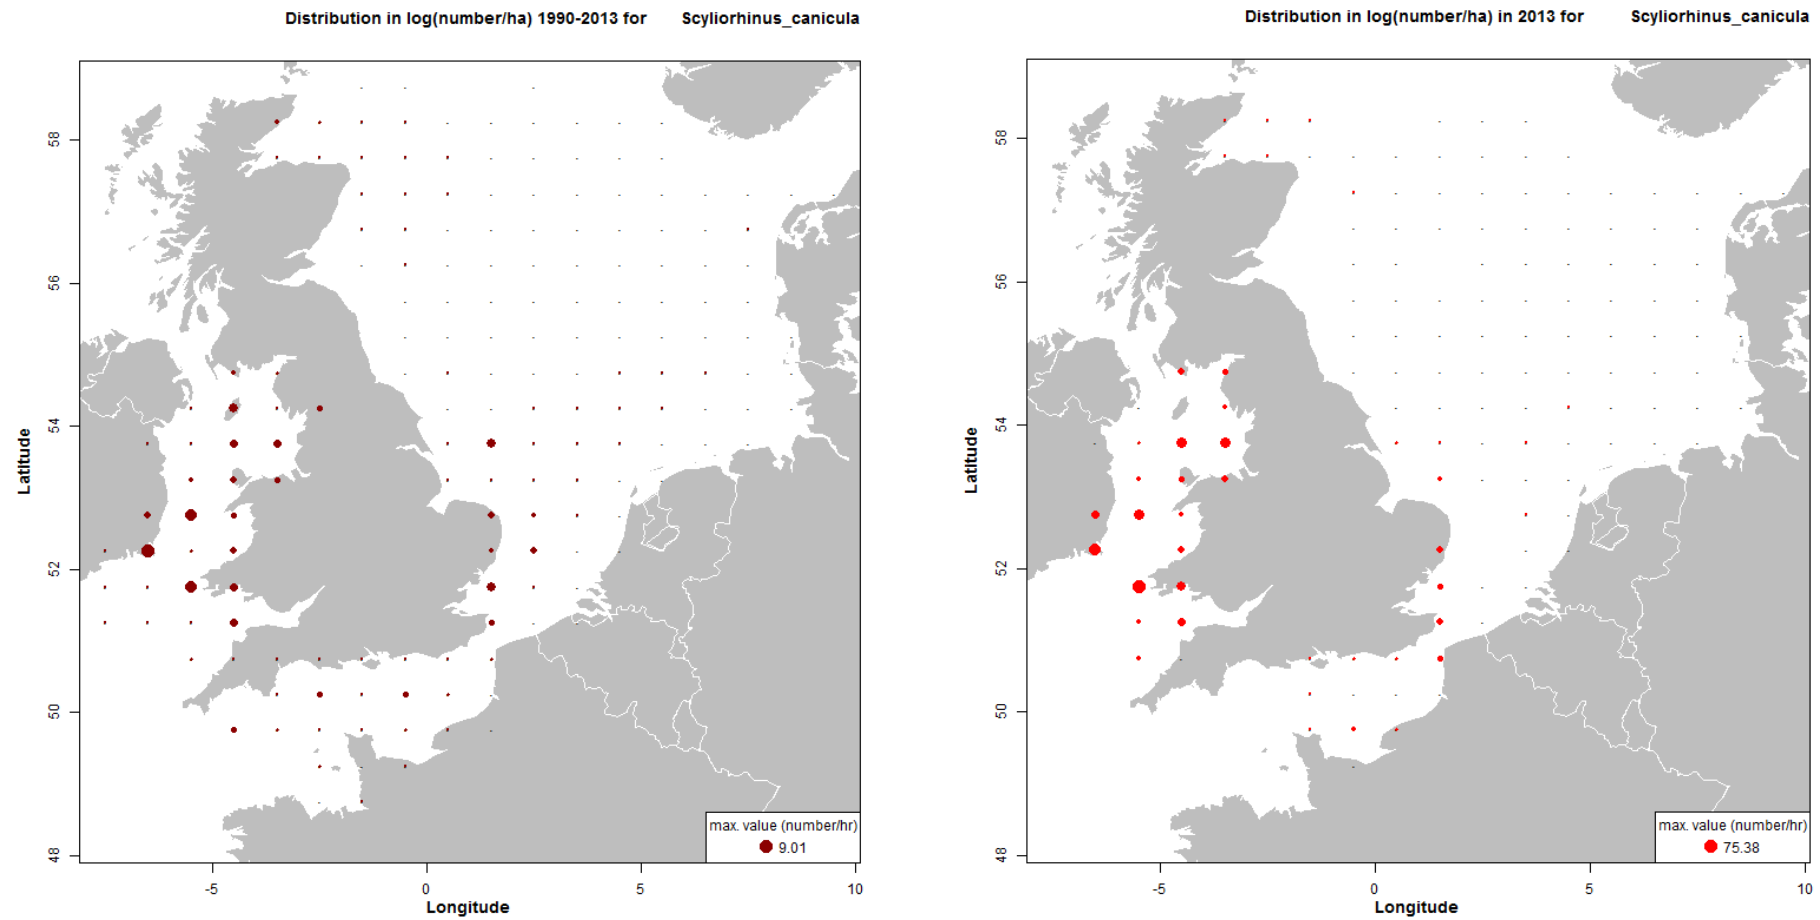 Distribution in log(number/ha) 1990-2013 for Scyliorhinus_canicula
58
56
54
52
50
48
Latitude
-5
0
5
10
Longitude
max. value (number/hr)
9.01
Distribution in log(number/ha) in 2013 for Scyliorhinus_canicula
58
56
54
52
50
48
Latitude
-5
0
5
10
Longitude
max. value (number/hr)
75.38